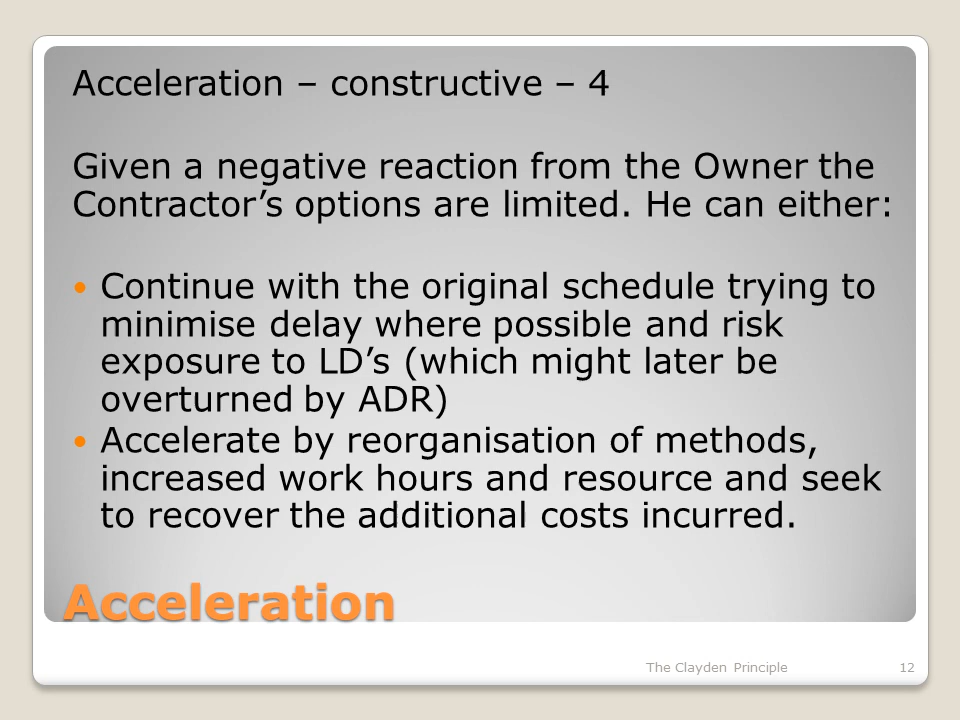 Acceleration – constructive – 4
Given a negative reaction from the Owner the
Contractor’s options are limited. He can either:
• Continue with the original schedule trying to
minimise delay where possible and risk
exposure to LD’s (which might later be
overturned by ADR)
• Accelerate by reorganisation of methods,
increased work hours and resource and seek
to recover the additional costs incurred.
Acceleration
The Clayden Principle 12